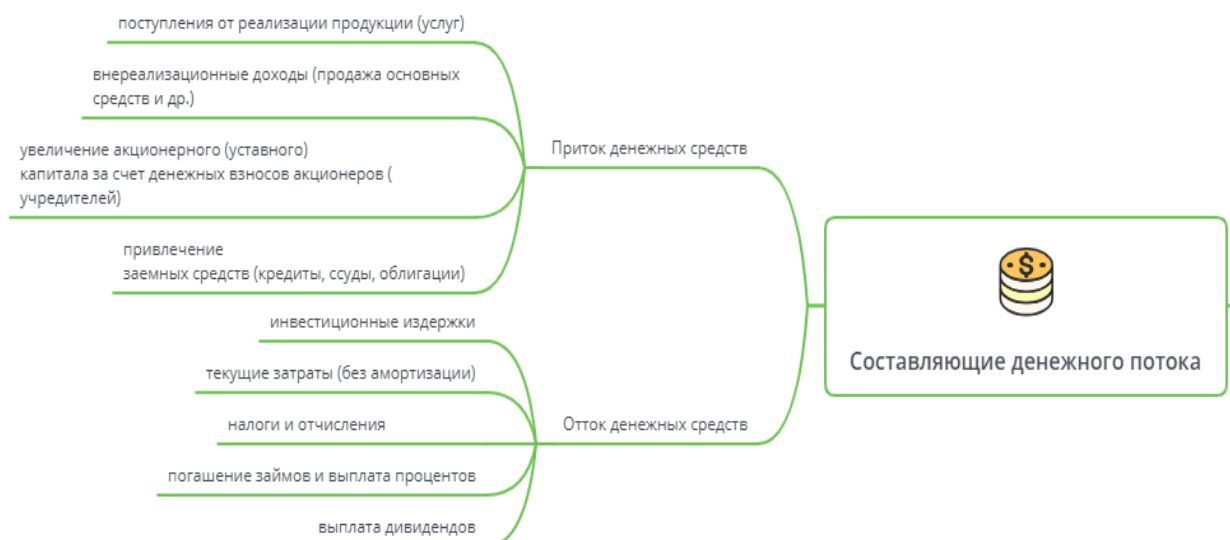 поступления от реализации продукции (услуг)
внереализационные доходы (продажа основных
средств и др.)
увеличение акционерного (уставного)
капитала за счет денежных взносов акционеров (
учредителей)
привлечение
заемных средств (кредиты, ссуды, облигации)
Приток денежных средств
инвестиционные издержки
текущие затраты (без амортизации)
налоги и отчисления
погашение займов и выплата процентов
выплата дивидендов
Отток денежных средств
$
Составляющие денежного потока